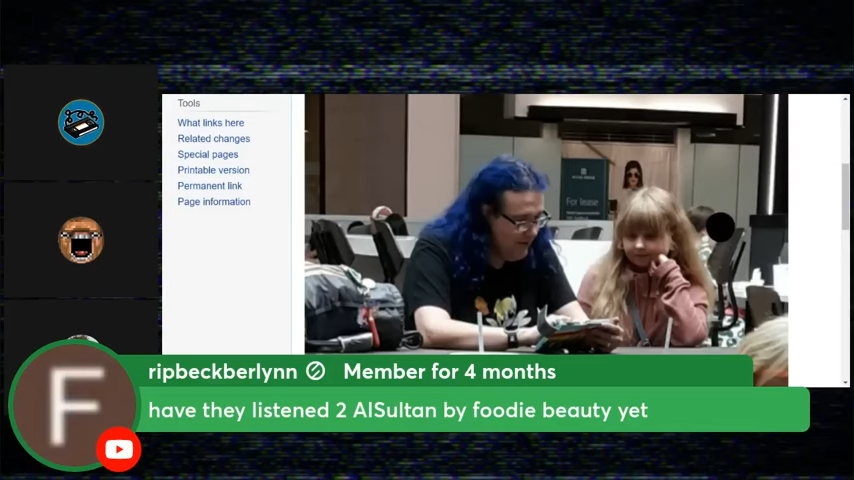 Tools
What links here
Related changes
Special pages
Printable version
Permanent link
Page information
For lease
F
ripbeckberlynn Member for 4 months
have they listened 2 AlSultan by foodie beauty yet